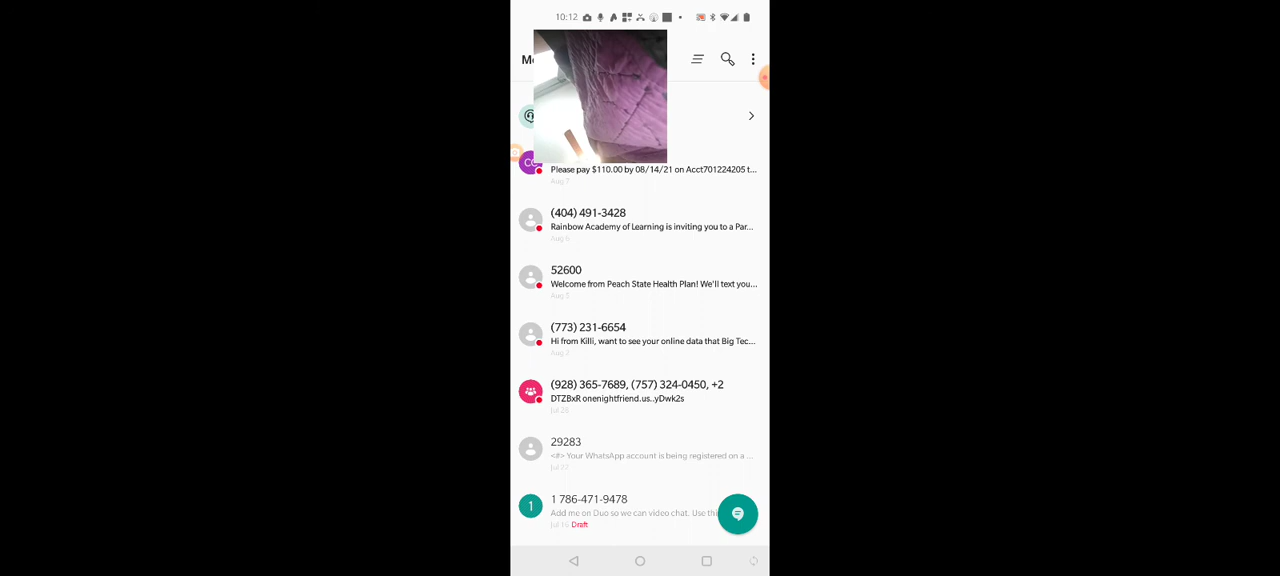 10:12
Please pay $110.00 by 08/14/21 on Acct701224205 t...
Aug 7
(404) 491-3428
Rainbow Academy of Learning is inviting you to a Par...
Aug 6
52600
Welcome from Peach State Health Plan! We'll text you...
Aug 5
(773) 231-6654
Hi from Killi, want to see your online data that Big Tec...
Aug 2
(928) 365-7689, (757) 324-0450, +2
DTZBxR onenightfriend.us..yDwk2s
Jul 28
29283
<#> Your WhatsApp account is being registered on a ...
Jul 22
1 1 786-471-9478
Add me on Duo so we can video chat. Use thi
Jul 16 Draft